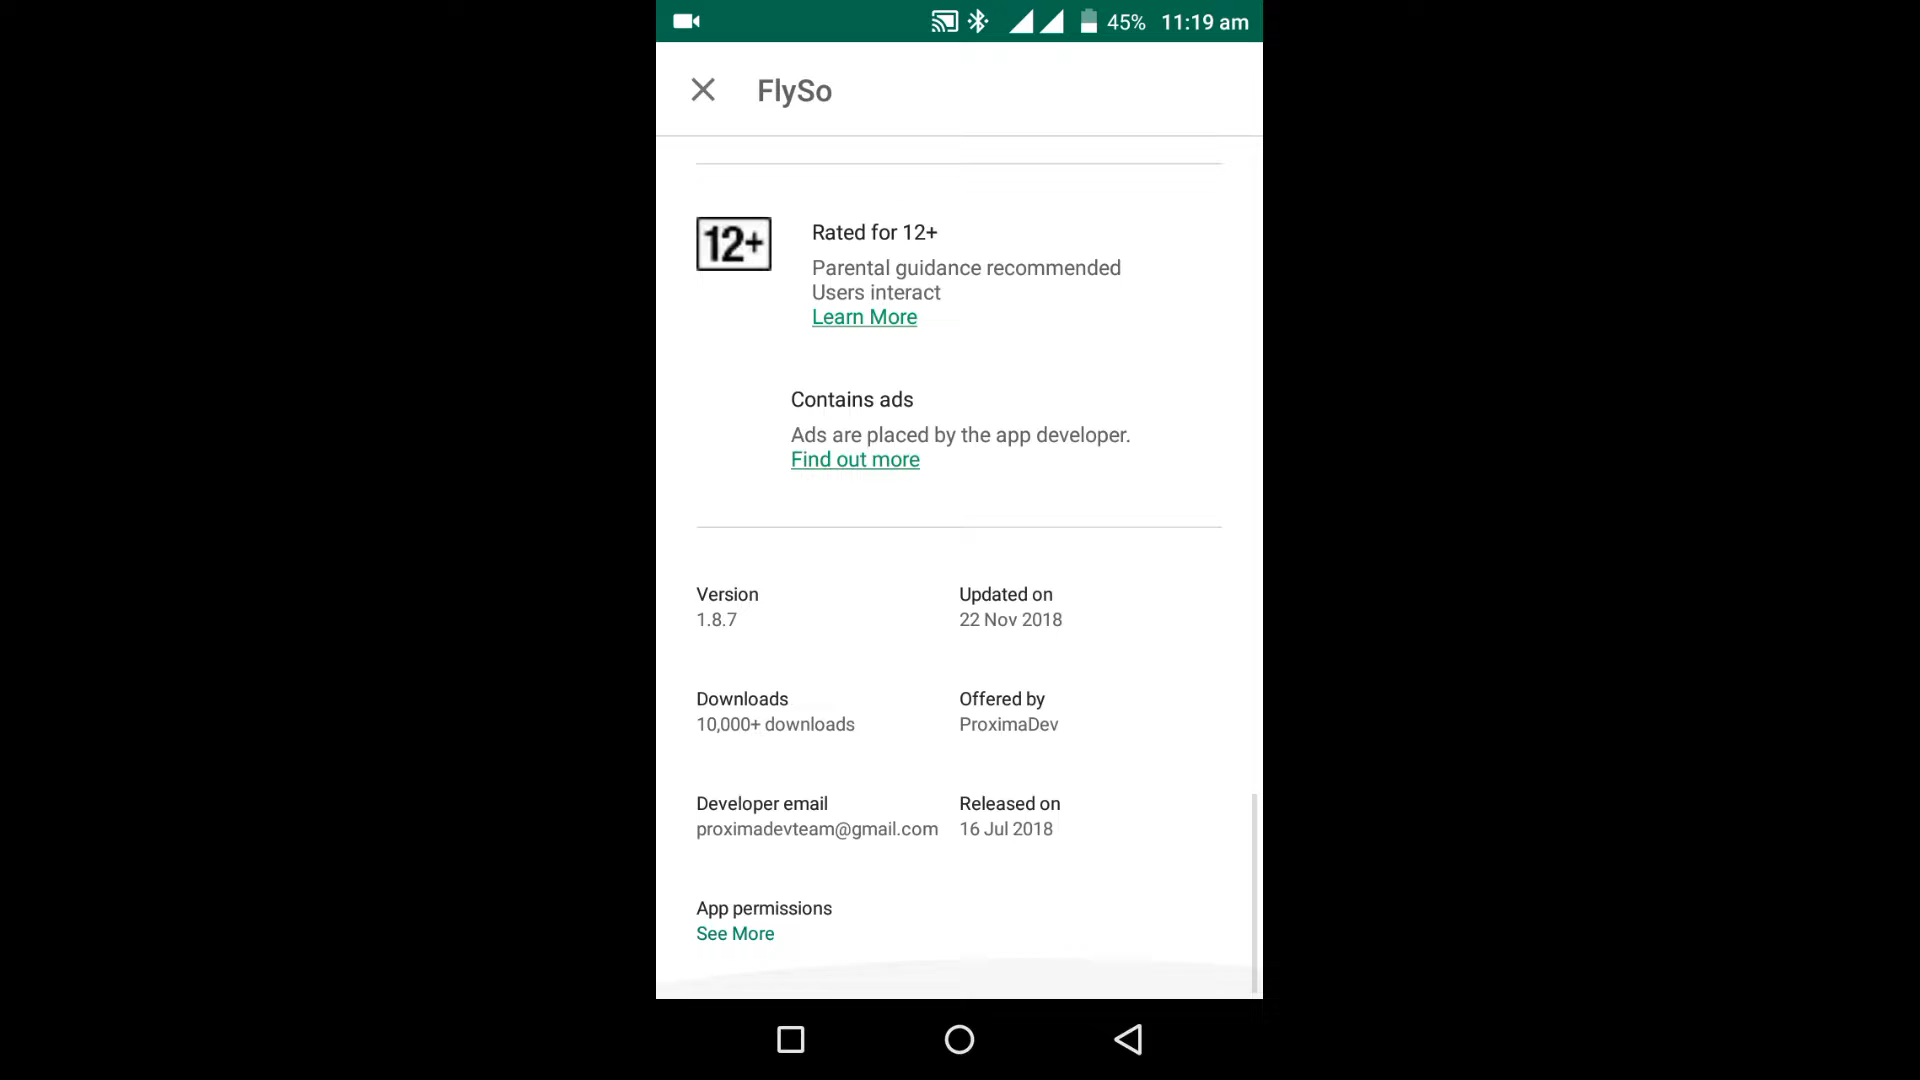 45% 11:19 am
FlySo
12+
Rated for 12+
Parental guidance recommended
Users interact
Learn More
Contains ads
Ads are placed by the app developer.
Find out more
Version
1.8.7
Updated on
22 Nov 2018
Downloads
10,000+ downloads
Offered by
ProximaDev
Developer email
proximadevteam@gmail.com
Released on
16 Jul 2018
App permissions
See More